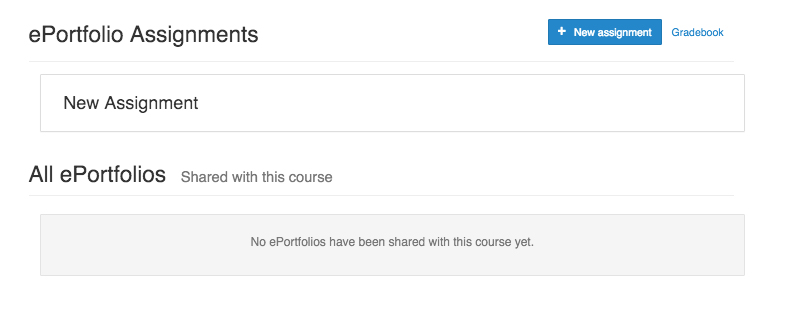 ePortfolio Assignments
+ New assignment Gradebook
New Assignment
All ePortfolios Shared with this course
No ePortfolios have been shared with this course yet.